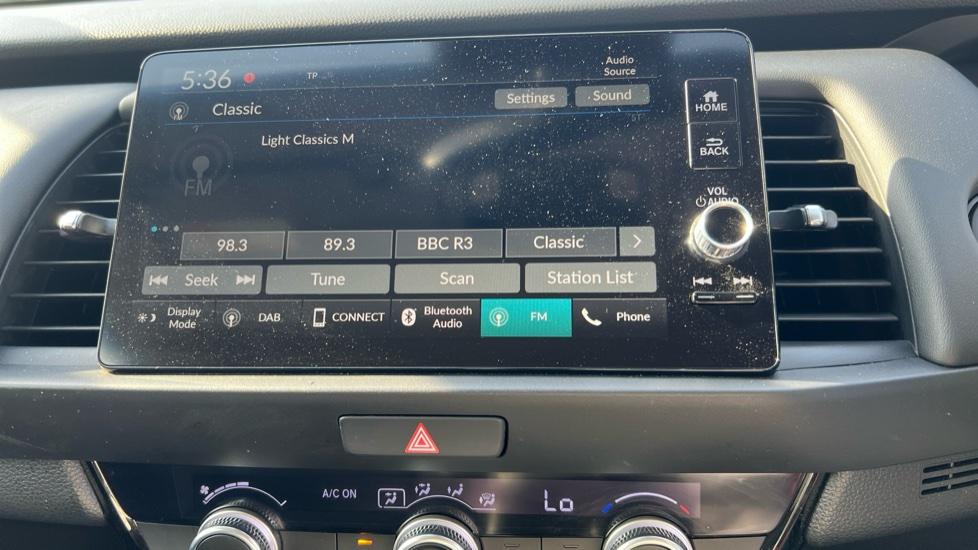 5:36 TP Audio
Source
Classic Settings Sound
Light Classics M
FM
HOME
BACK
VOL
AUDIO
98.3 89.3 BBC R3 Classic
Seek Tune Scan Station List
Display
Mode
DAB
CONNECT
Bluetooth
Audio
FM
Phone
A/C ON
Lo